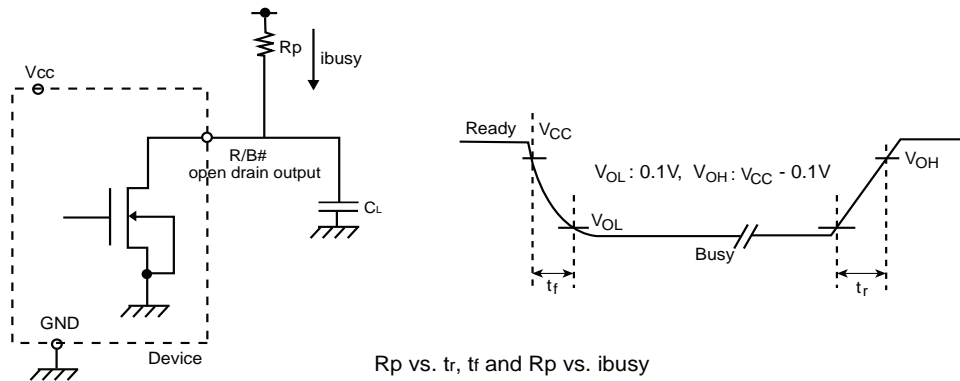 Rp
ibusy
Vcc
R/B#
open drain output
CL
GND
Device
Ready
VCC
VOL : 0.1V, VOH : VCC - 0.1V
VOH
VOL
Busy
tf
tr
Rp vs. tr, tf and Rp vs. ibusy